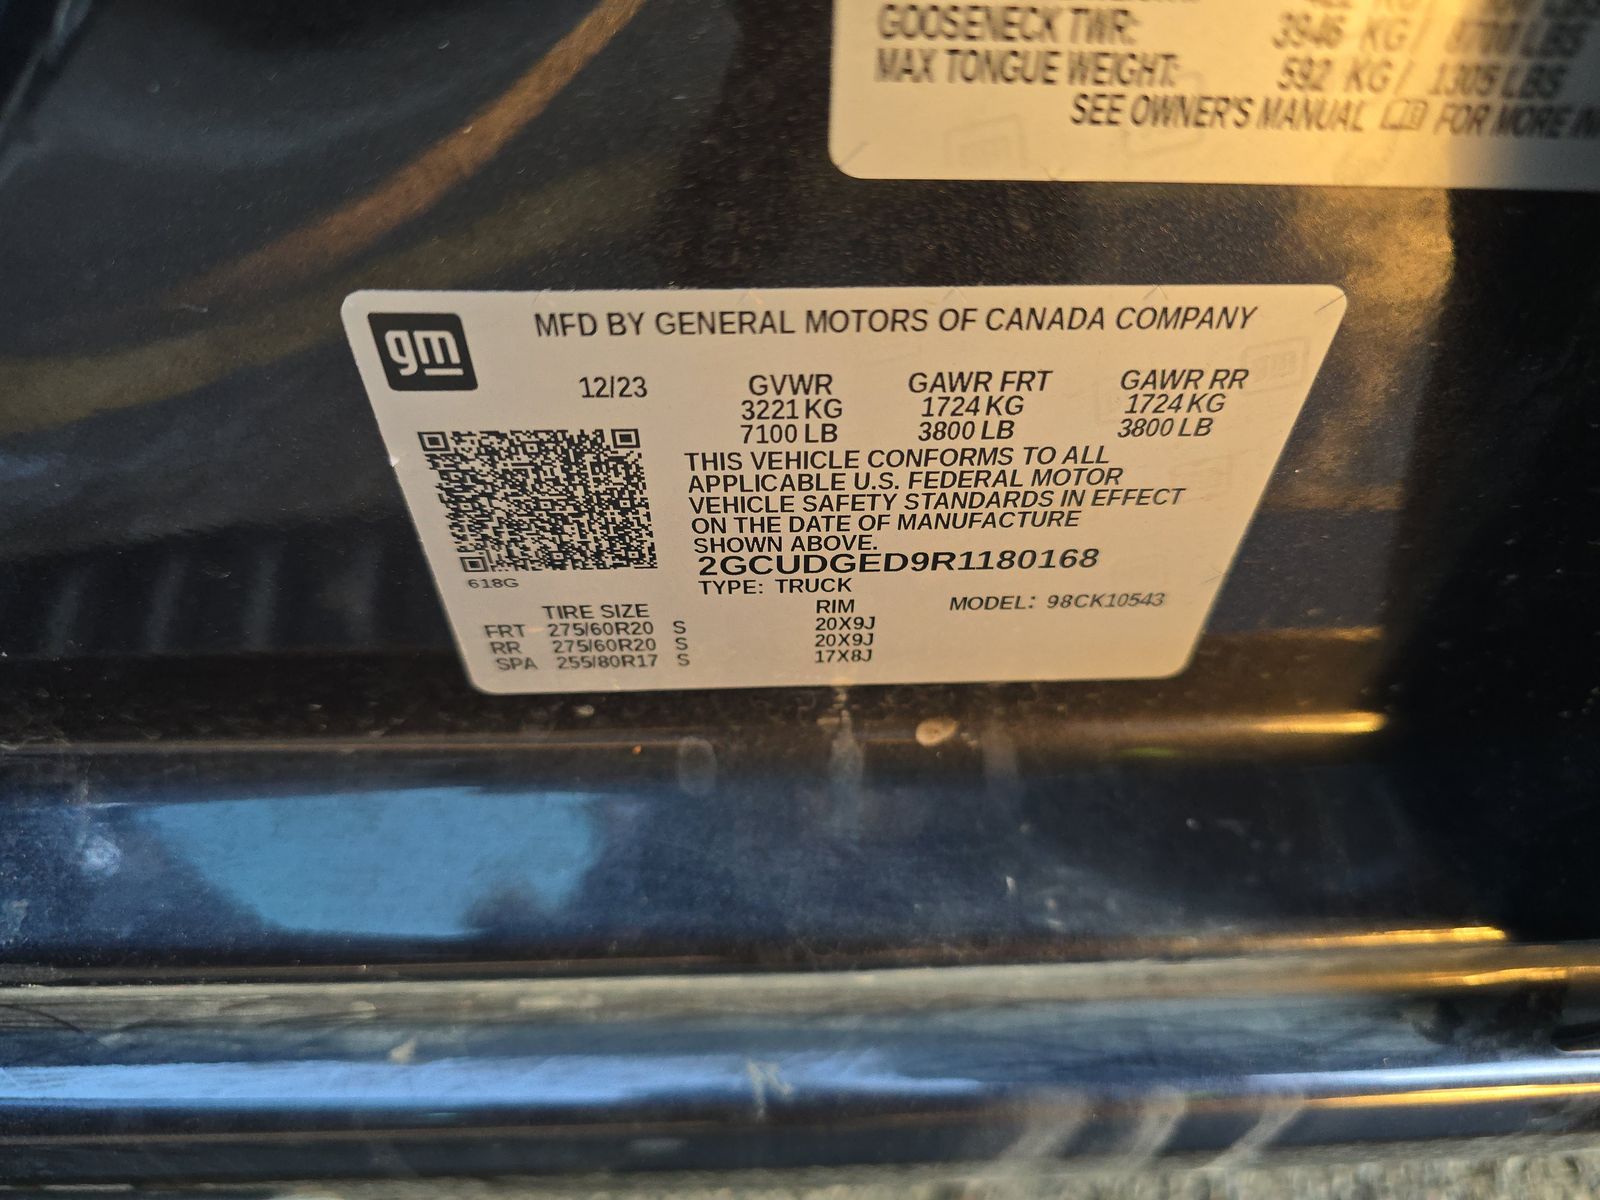 GOOSENECK TWR: 3946 KG / 8700 LBS
MAX TONGUE WEIGHT: 592 KG / 1305 LBS
SEE OWNER'S MANUAL FOR MORE
gm
MFD BY GENERAL MOTORS OF CANADA COMPANY
12/23 GVWR GAWR FRT GAWR RR
3221 KG 1724 KG 1724 KG
7100 LB 3800 LB 3800 LB
THIS VEHICLE CONFORMS TO ALL
APPLICABLE U.S. FEDERAL MOTOR
VEHICLE SAFETY STANDARDS IN EFFECT
ON THE DATE OF MANUFACTURE
SHOWN ABOVE.
2GCUDGED9R1180168
618G
TYPE: TRUCK
MODEL: 98CK10543
TIRE SIZE RIM
FRT 275/60R20 S 20X9J
RR 275/60R20 S 20X9J
SPA 255/80R17 S 17X8J